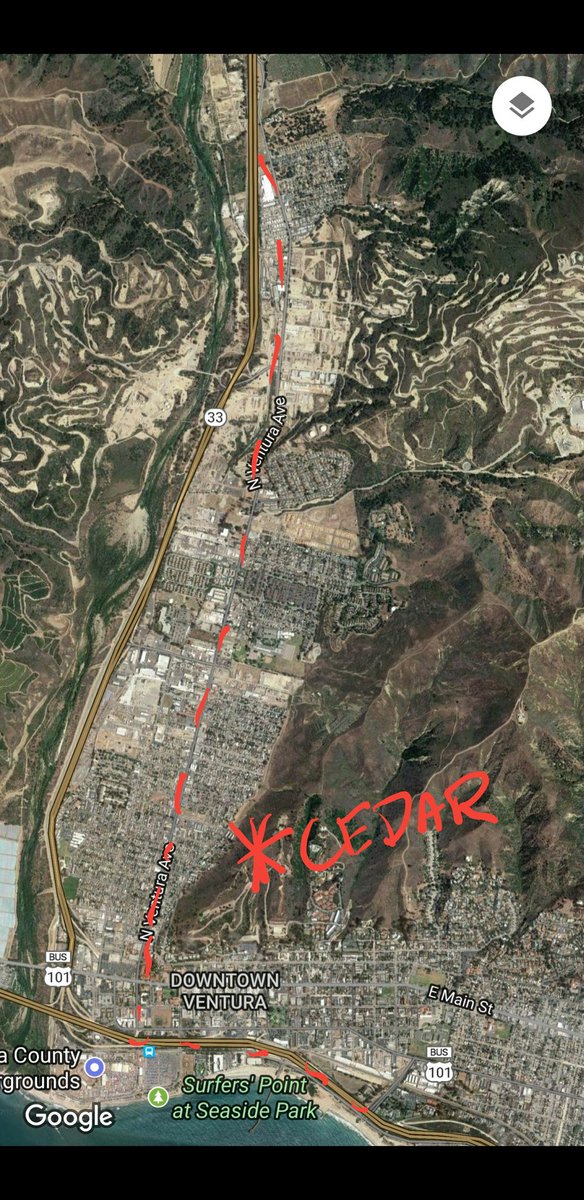 33
N Ventura Ave
CEDAR
N Ventura Ave
BUS
101
DOWNTOWN
VENTURA
E Main St
BUS
101
a County
rgrounds
Surfers' Point
at Seaside Park
Google